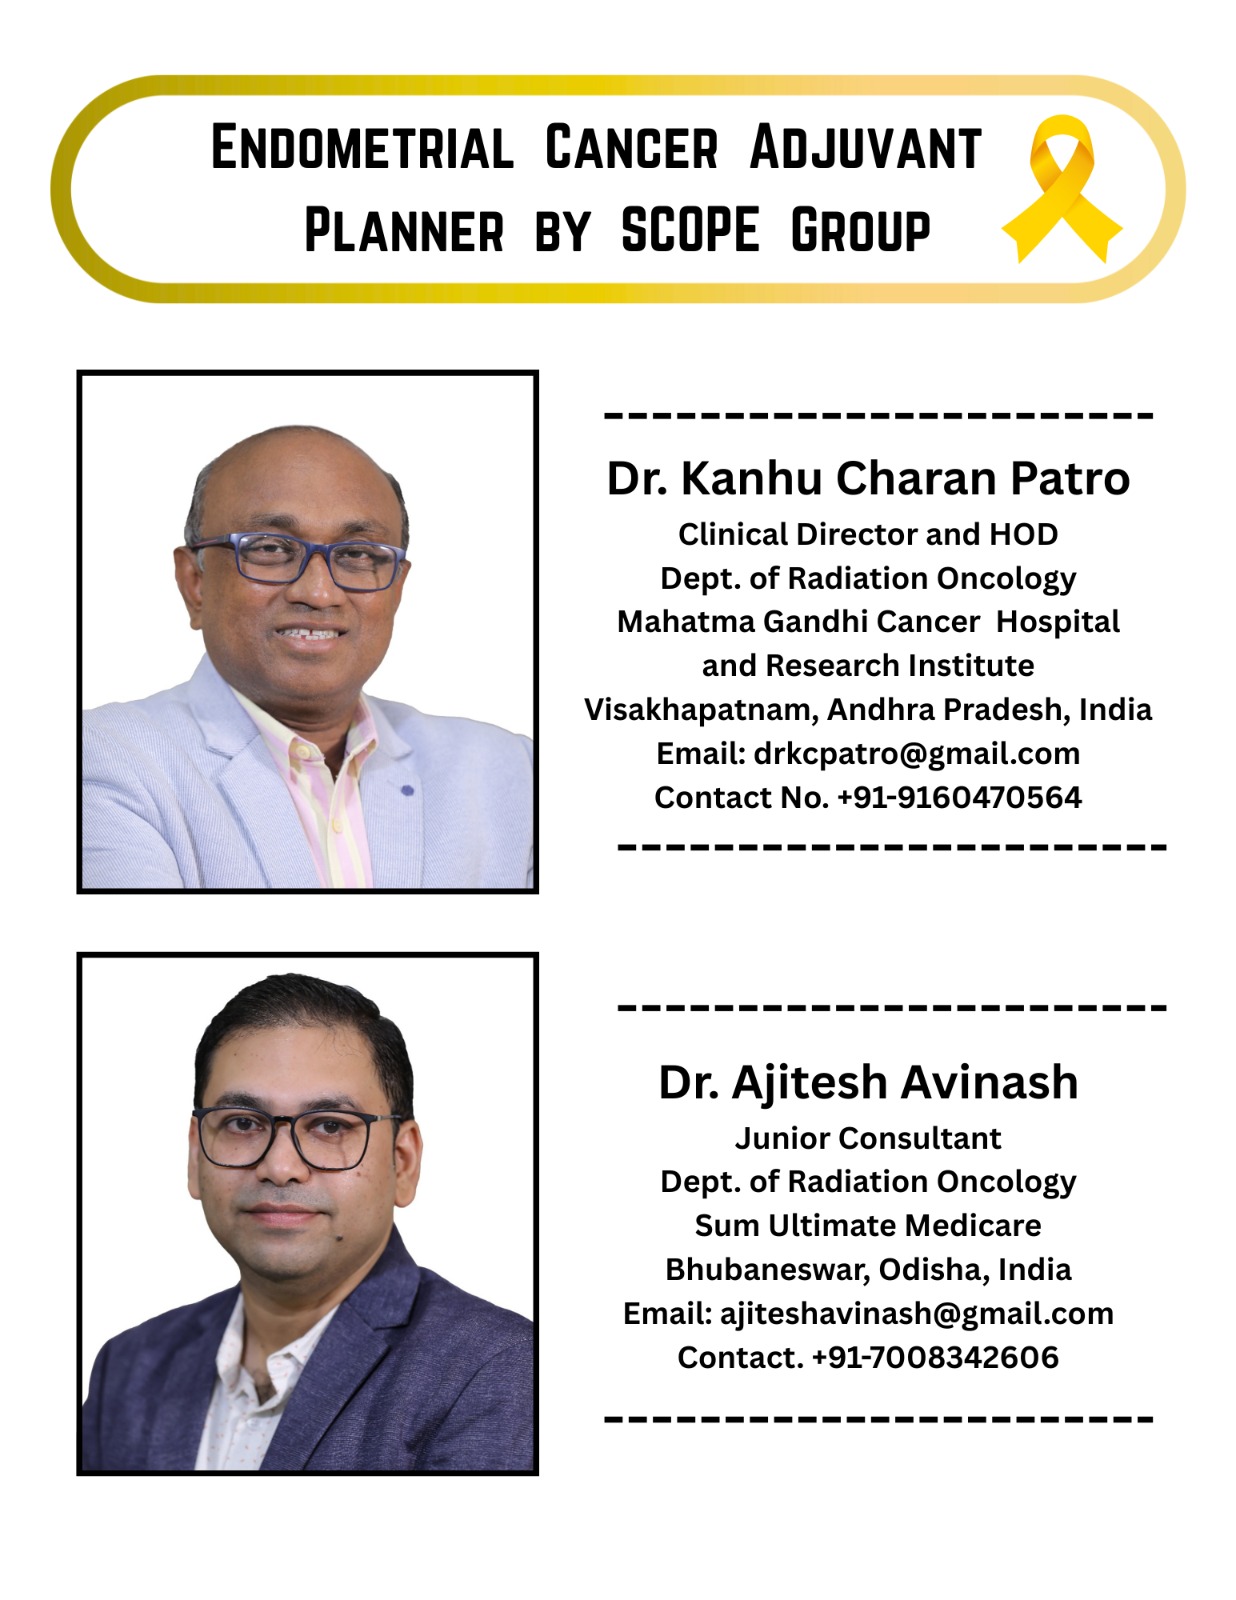 Endometrial Cancer Adjuvant
Planner by SCOPE Group
Dr. Kanhu Charan Patro
Clinical Director and HOD
Dept. of Radiation Oncology
Mahatma Gandhi Cancer Hospital
and Research Institute
Visakhapatnam, Andhra Pradesh, India
Email: drkcpatro@gmail.com
Contact No. +91-9160470564
Dr. Ajitesh Avinash
Junior Consultant
Dept. of Radiation Oncology
Sum Ultimate Medicare
Bhubaneswar, Odisha, India
Email: ajiteshavinash@gmail.com
Contact. +91-7008342606